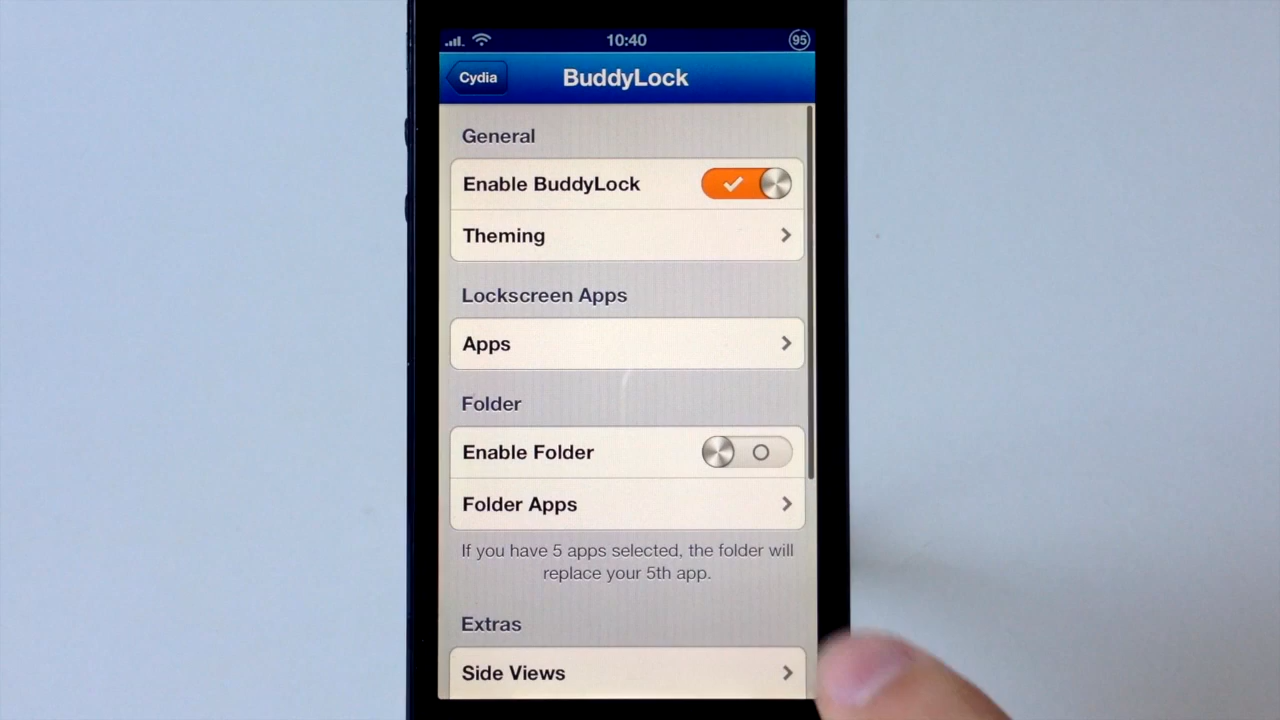 10:40
95
Cydia
BuddyLock
General
Enable BuddyLock
Theming
Lockscreen Apps
Apps
Folder
Enable Folder
Folder Apps
If you have 5 apps selected, the folder will
replace your 5th app.
Extras
Side Views